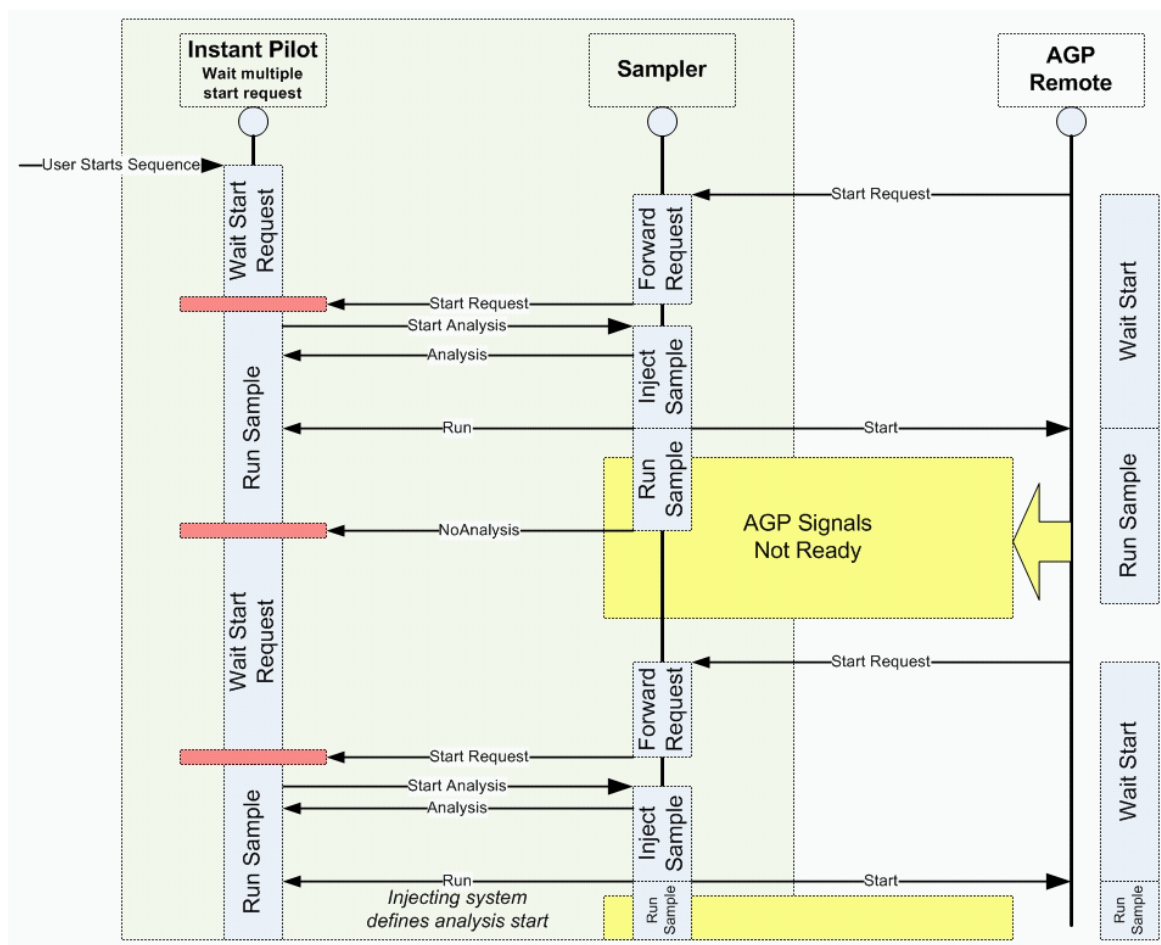 Instant Pilot
Wait multiple
start request
Sampler
AGP
Remote
User Starts Sequence
Wait Start
Request
Start Request
Forward
Request
Wait Start
Start Request
Start Analysis
Analysis
Inject
Sample
Run Sample
Run
Start
Run
Sample
Run Sample
AGP Signals
Not Ready
NoAnalysis
Wait Start
Request
Start Request
Forward
Request
Start Request
Wait Start
Start Analysis
Analysis
Inject
Sample
Run Sample
Run
Start
Injecting system
defines analysis start
Run
Sample
Run
Sample